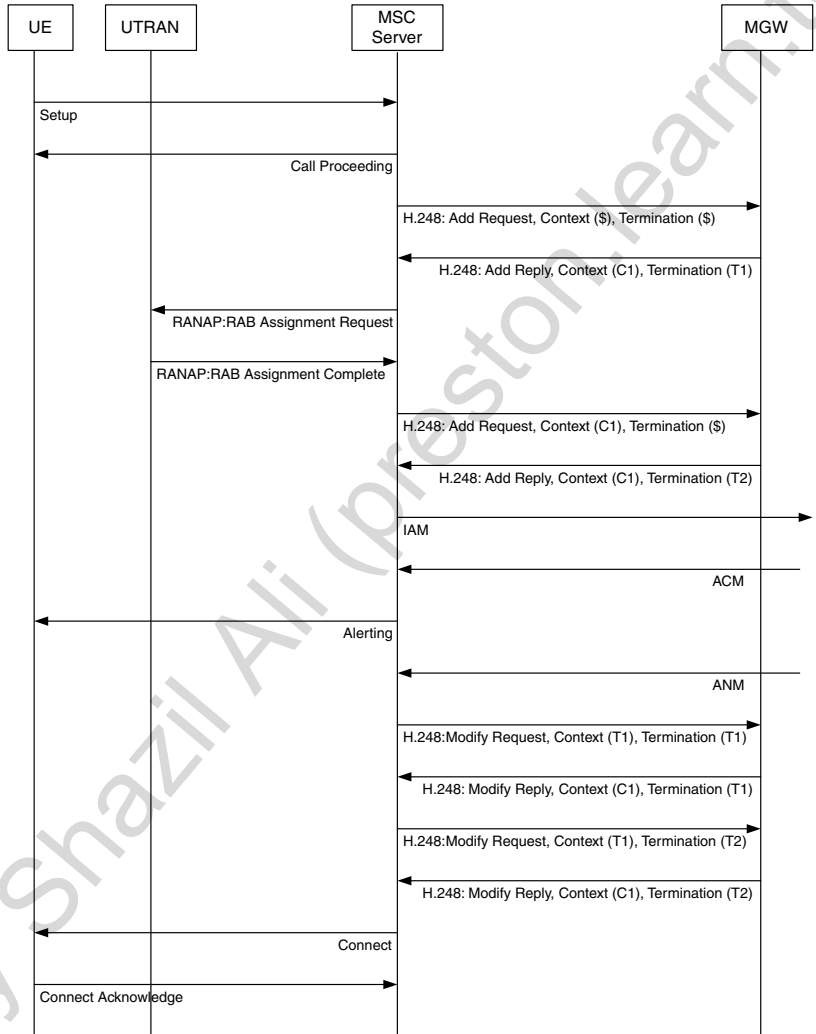 UE
UTRAN
MSC
Server
MGW
Setup
Call Proceeding
H.248: Add Request, Context ($), Termination ($)
H.248: Add Reply, Context (C1), Termination (T1)
RANAP:RAB Assignment Request
RANAP:RAB Assignment Complete
H.248: Add Request, Context (C1), Termination ($)
H.248: Add Reply, Context (C1), Termination (T2)
IAM
ACM
Alerting
ANM
H.248:Modify Request, Context (T1), Termination (T1)
H.248: Modify Reply, Context (C1), Termination (T1)
H.248:Modify Request, Context (T1), Termination (T2)
H.248: Modify Reply, Context (C1), Termination (T2)
Connect
Connect Acknowledge
y Shazil Ali (preston.learn.t